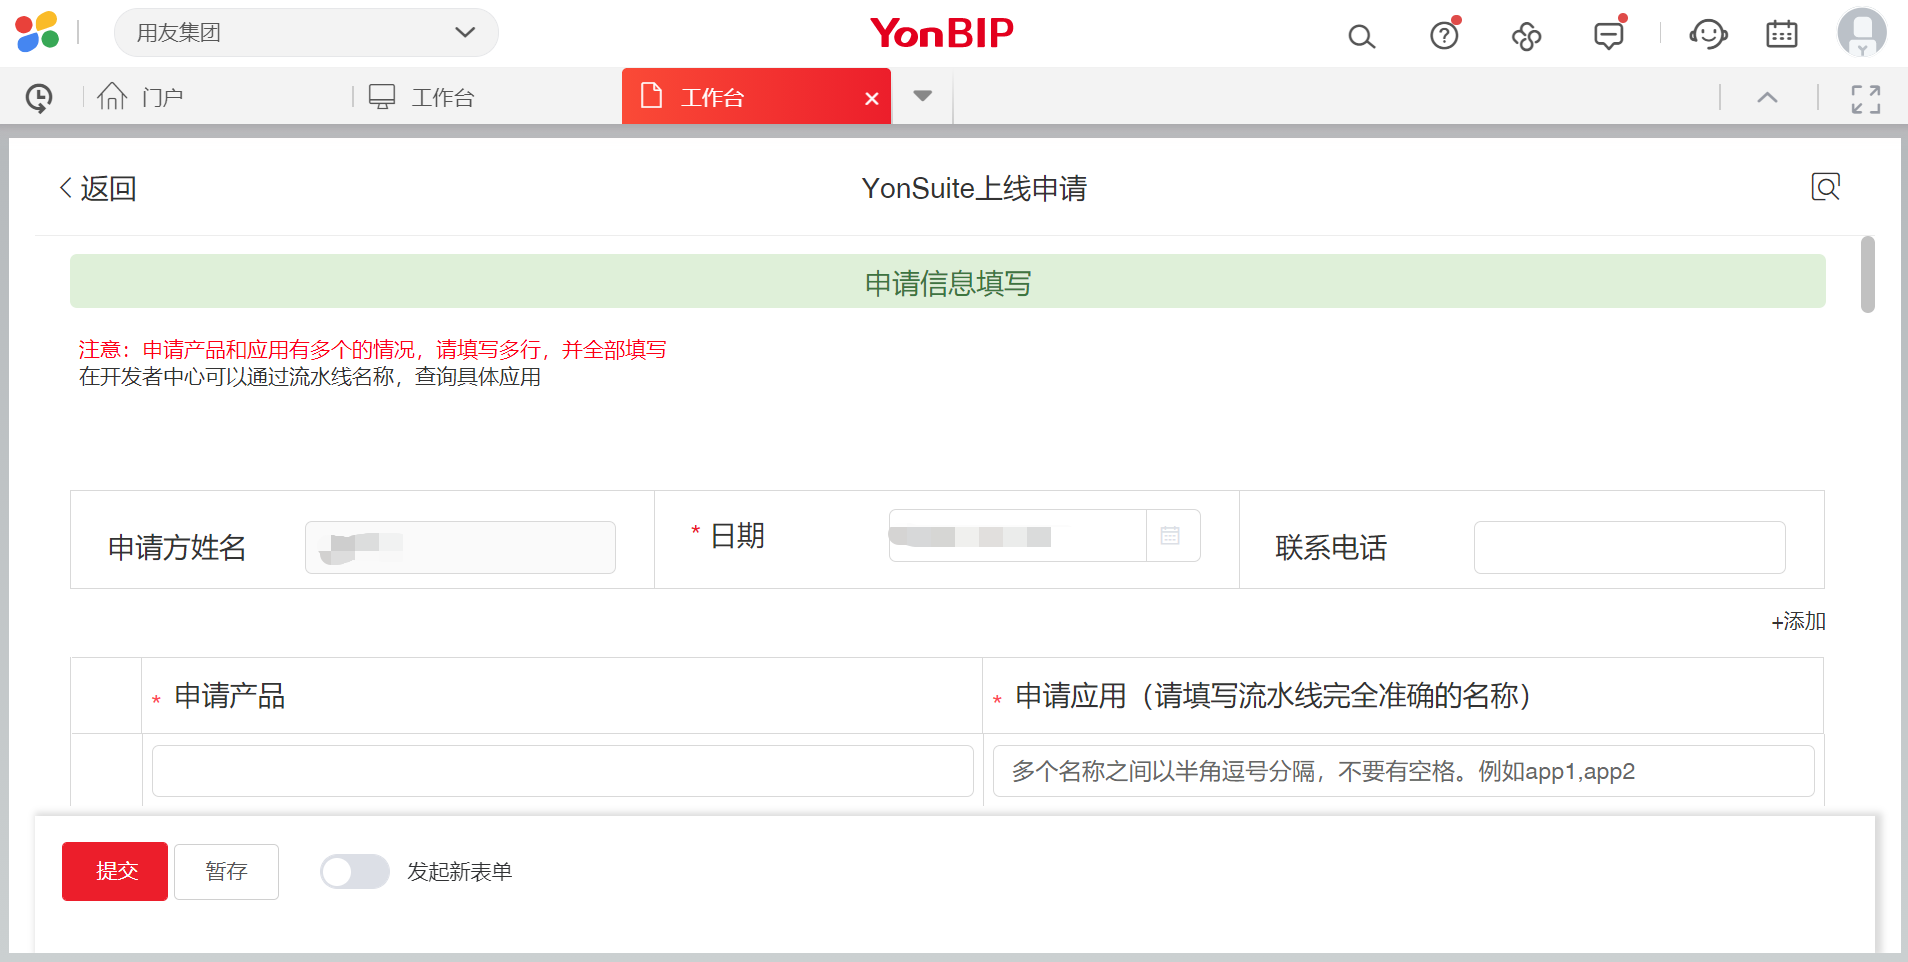 用友集团
YonBIP
门户
工作台
工作台
返回
YonSuite上线申请
申请信息填写
注意：申请产品和应用有多个的情况，请填写多行，并全部填写
在开发者中心可以通过流水线名称，查询具体应用
申请方姓名
* 日期
联系电话
+添加
* 申请产品
* 申请应用（请填写流水线完全准确的名称）
多个名称之间以半角逗号分隔，不要有空格。例如app1,app2
提交
暂存
发起新表单